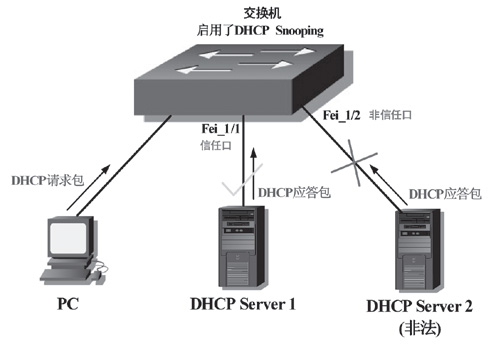 交换机
启用了DHCP Snooping
Fei_1/1
信任口
Fei_1/2 非信任口
DHCP请求包
DHCP应答包
DHCP应答包
PC
DHCP Server 1
DHCP Server 2
(非法)